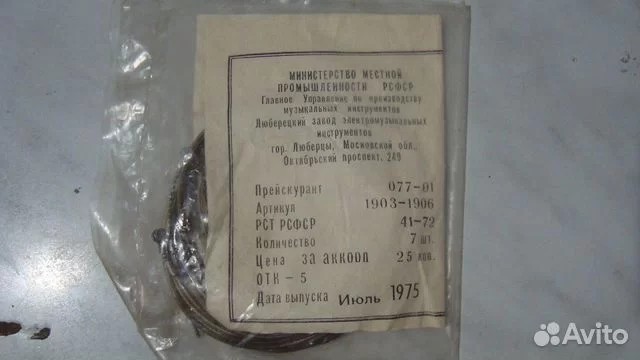 МИНИСТЕРСТВО МЕСТНОЙ
ПРОМЫШЛЕННОСТИ РСФСР
Главное Управление по производству
музыкальных инструментов
Люберецкий завод электромузыкальных
инструментов
гор. Люберцы, Московской обл.,
Октябрьский проспект, 249
Прейскурант 077-01
Артикул 1903-1906
РСТ РСФСР 41-72
Количество 7 шт.
Цена за аккорд 25 коп.
ОТК - 5
Дата выпуска Июль 1975
Avito